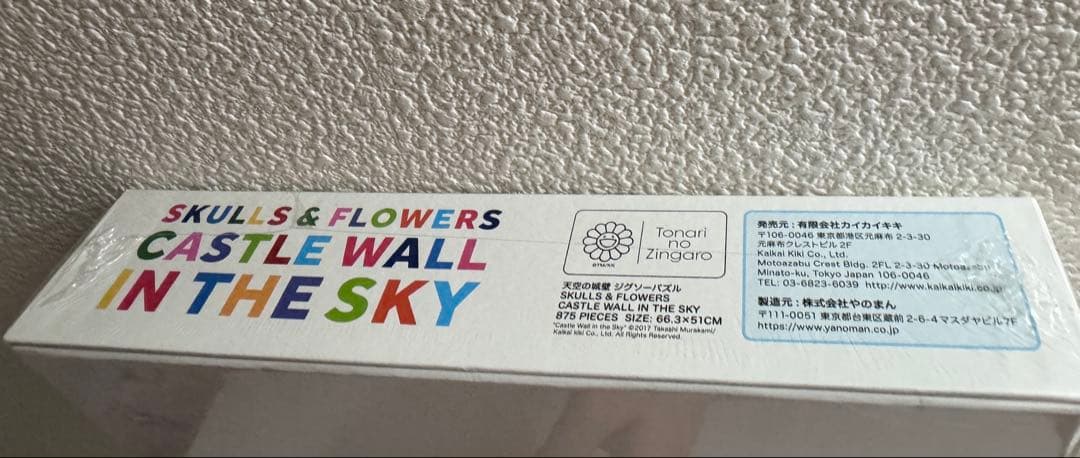 SKULLS & FLOWERS
CASTLE WALL
IN THE SKY
Tonari
no
Zingaro
天空の城壁 ジグソーパズル
SKULLS & FLOWERS
CASTLE WALL IN THE SKY
875 PIECES SIZE: 66.3×51CM
"Castle Wall in the Sky" ©2017 Takashi Murakami/
Kaikai Kiki Co., Ltd. All Rights Reserved.
発売元：有限会社カイカイキキ
〒106-0046 東京都港区元麻布 2-3-30
元麻布クレストビル 2F
Kaikai Kiki Co., Ltd.
Motoazabu Crest Bldg. 2FL 2-3-30 Motoazabu
Minato-ku, Tokyo Japan 106-0046
TEL: 03-6823-6039 http://www.kaikaikiki.co.jp
製造元：株式会社やのまん
〒111-0051 東京都台東区蔵前 2-6-4マスダヤビル7F
https://www.yanoman.co.jp